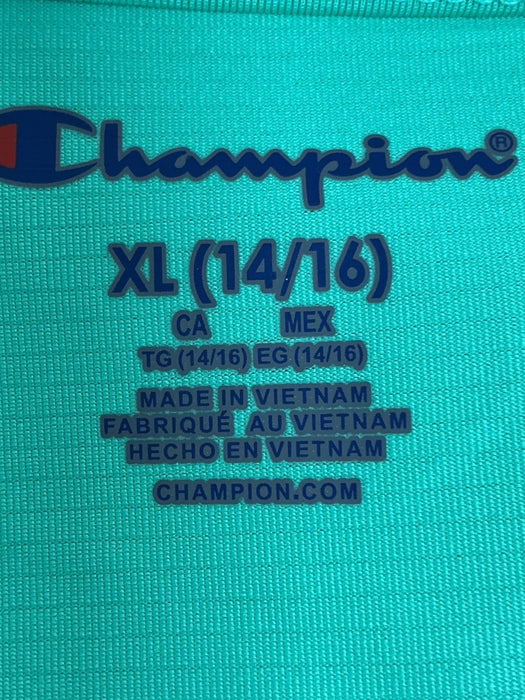 Champion®
XL (14/16)
CA MEX
TG (14/16) EG (14/16)
MADE IN VIETNAM
FABRIQUÉ AU VIETNAM
HECHO EN VIETNAM
CHAMPION.COM